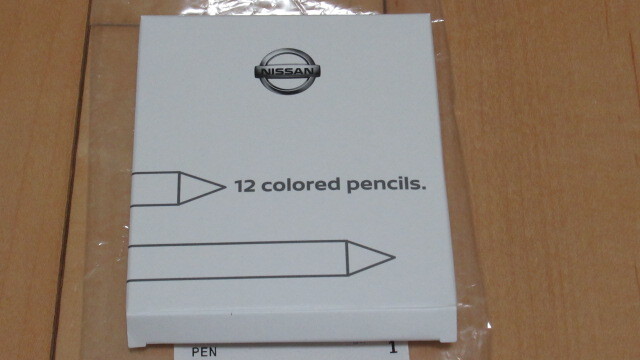 NISSAN
12 colored pencils.
PEN 1